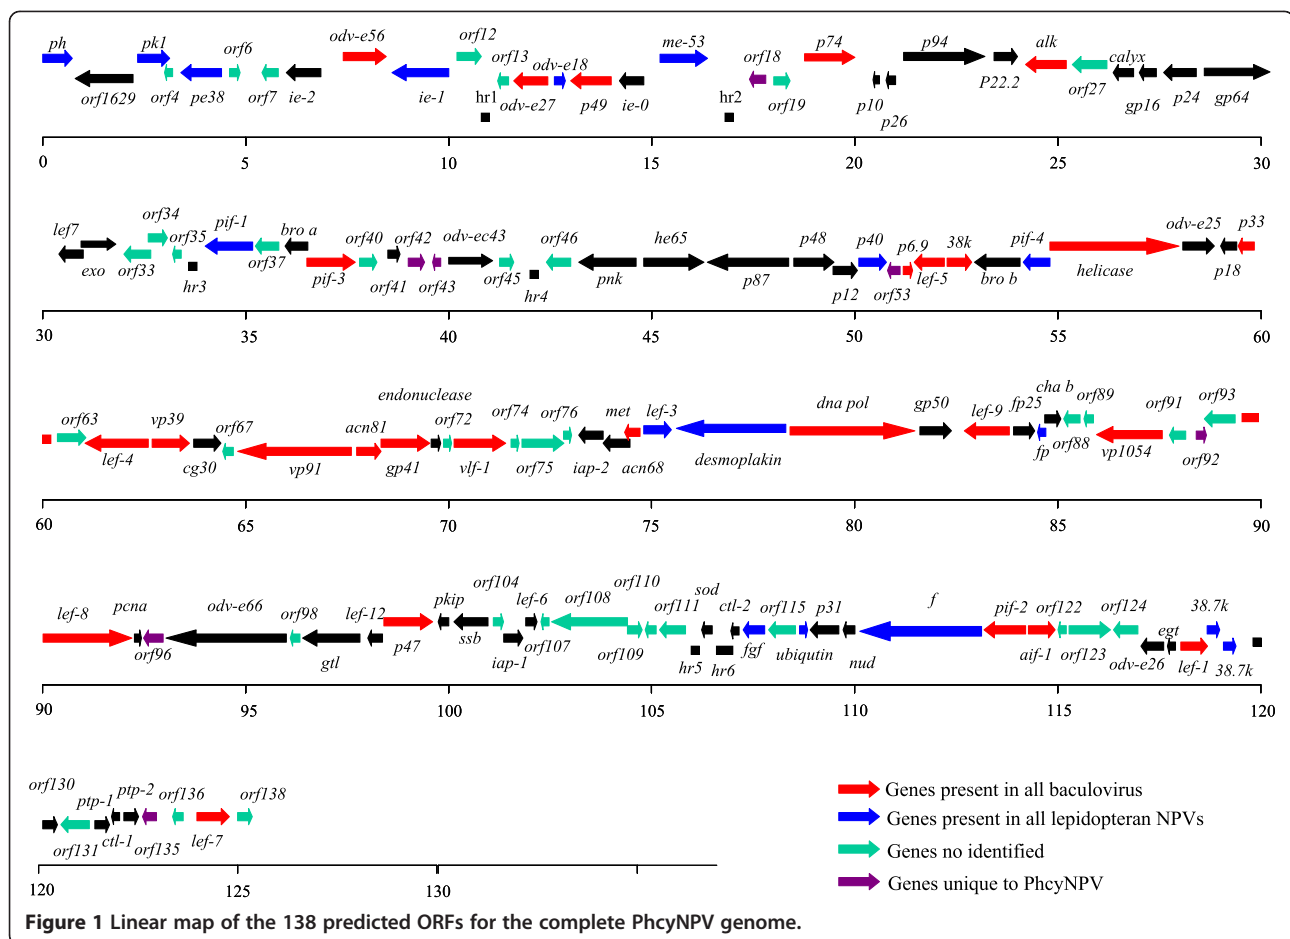 ph pk1 orf6 odv-e56 orf12 orf13 odv-e18 me-53 orf18 p74 p94 alk calyx
orf1629 orf4 pe38 orf7 ie-2 ie-1 hr1 odv-e27 p49 ie-0 hr2 orf19 p10 p26 P22.2 orf27 gp16 p24 gp64
0 5 10 15 20 25 30
lef7 orf34 orf35 pif-1 bro a orf40 orf42 odv-ec43 orf46 he65 p48 p40 p6.9 38k pif-4 odv-e25 p33
exo orf33 hr3 orf37 pif-3 orf41 orf43 orf45 hr4 pnk p87 p12 orf53 lef-5 bro b helicase p18
30 35 40 45 50 55 60
orf63 vp39 orf67 acn81 endonuclease orf72 orf74 orf76 met lef-3 dna pol gp50 lef-9 fp25 cha b orf89 orf91 orf93
lef-4 cg30 vp91 gp41 vlf-1 orf75 iap-2 acn68 desmoplakin fp orf88 vp1054 orf92
60 65 70 75 80 85 90
lef-8 pcna odv-e66 orf98 lef-12 pkip orf104 lef-6 orf108 orf110 orf111 sod ctl-2 orf115 p31 f pif-2 orf122 orf124 38.7k
orf96 gtl p47 ssb iap-1 orf107 orf109 hr5 hr6 fgf ubiqutin nud aif-1 orf123 odv-e26 egt lef-1 38.7k
90 95 100 105 110 115 120
orf130 ptp-1 ptp-2 orf136 orf138
orf131 ctl-1 orf135 lef-7
120 125 130
Genes present in all baculovirus
Genes present in all lepidopteran NPVs
Genes no identified
Genes unique to PhcyNPV
Figure 1 Linear map of the 138 predicted ORFs for the complete PhcyNPV genome.